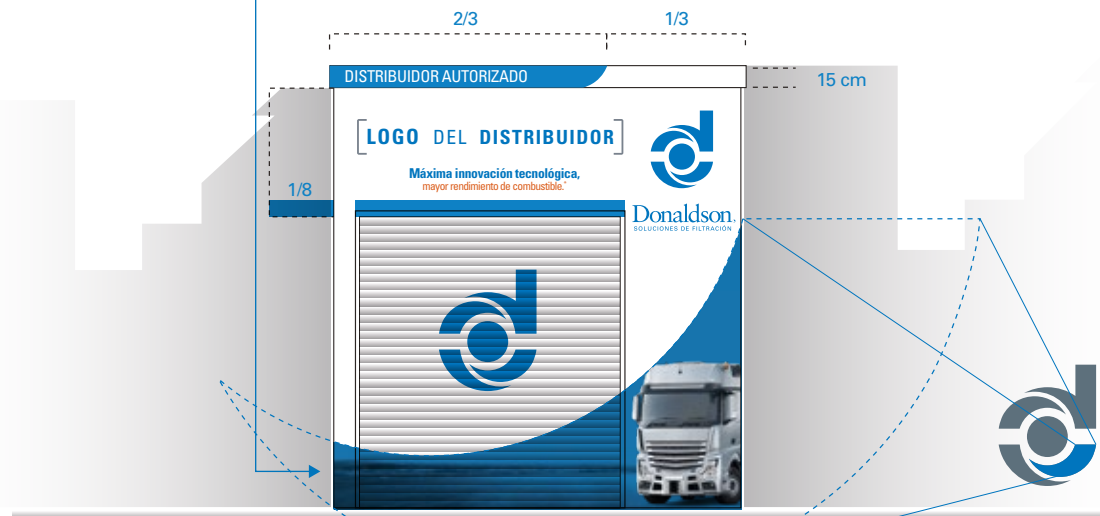 2/3
1/3
DISTRIBUIDOR AUTORIZADO
15 cm
[LOGO DEL DISTRIBUIDOR]
Máxima innovación tecnológica,
mayor rendimiento de combustible.*
1/8
Donaldson.
SOLUCIONES DE FILTRACIÓN